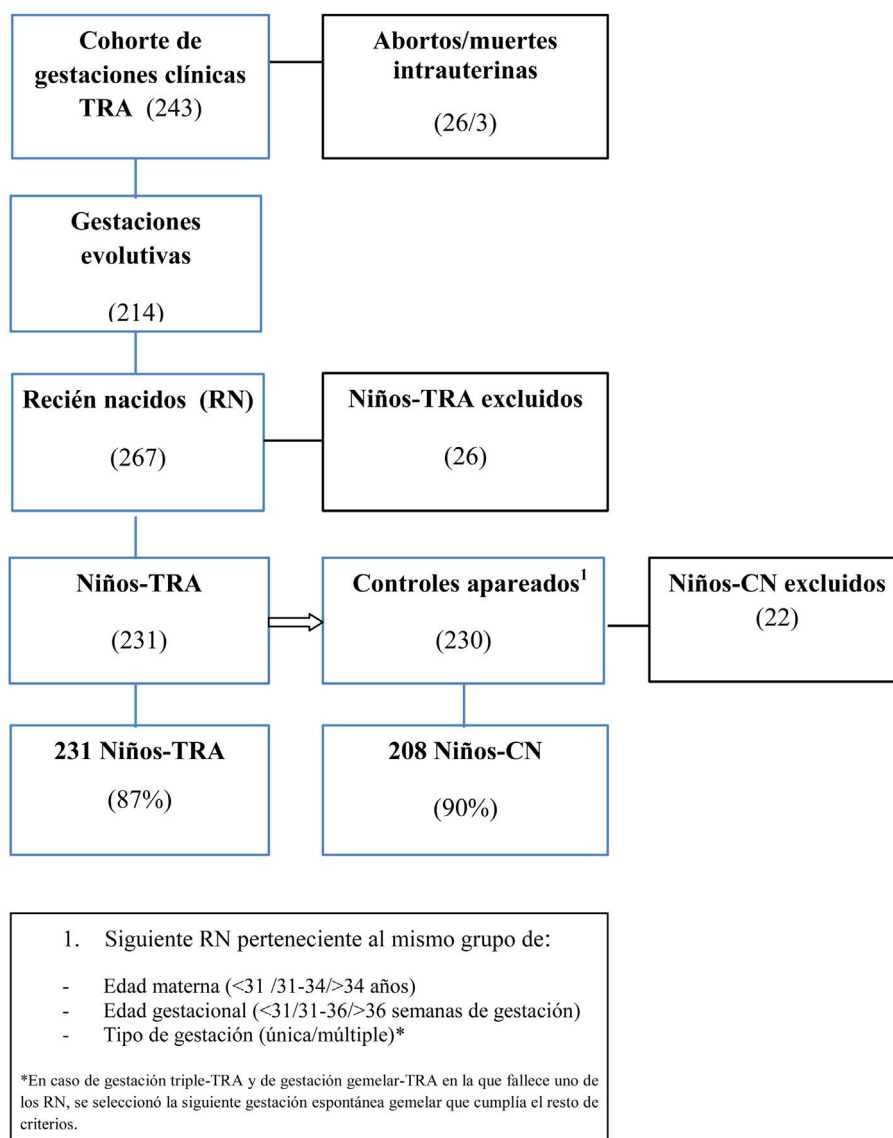 Cohorte de
gestaciones clínicas
TRA (243)
Abortos/muertes
intrauterinas
(26/3)
Gestaciones
evolutivas
(214)
Recién nacidos (RN)
(267)
Niños-TRA excluidos
(26)
Niños-TRA
(231)
Controles apareados¹
(230)
Niños-CN excluidos
(22)
231 Niños-TRA
(87%)
208 Niños-CN
(90%)
1. Siguiente RN perteneciente al mismo grupo de:
- Edad materna (<31 /31-34/>34 años)
- Edad gestacional (<31/31-36/>36 semanas de gestación)
- Tipo de gestación (única/múltiple)*
*En caso de gestación triple-TRA y de gestación gemelar-TRA en la que fallece uno de
los RN, se seleccionó la siguiente gestación espontánea gemelar que cumplía el resto de
criterios.